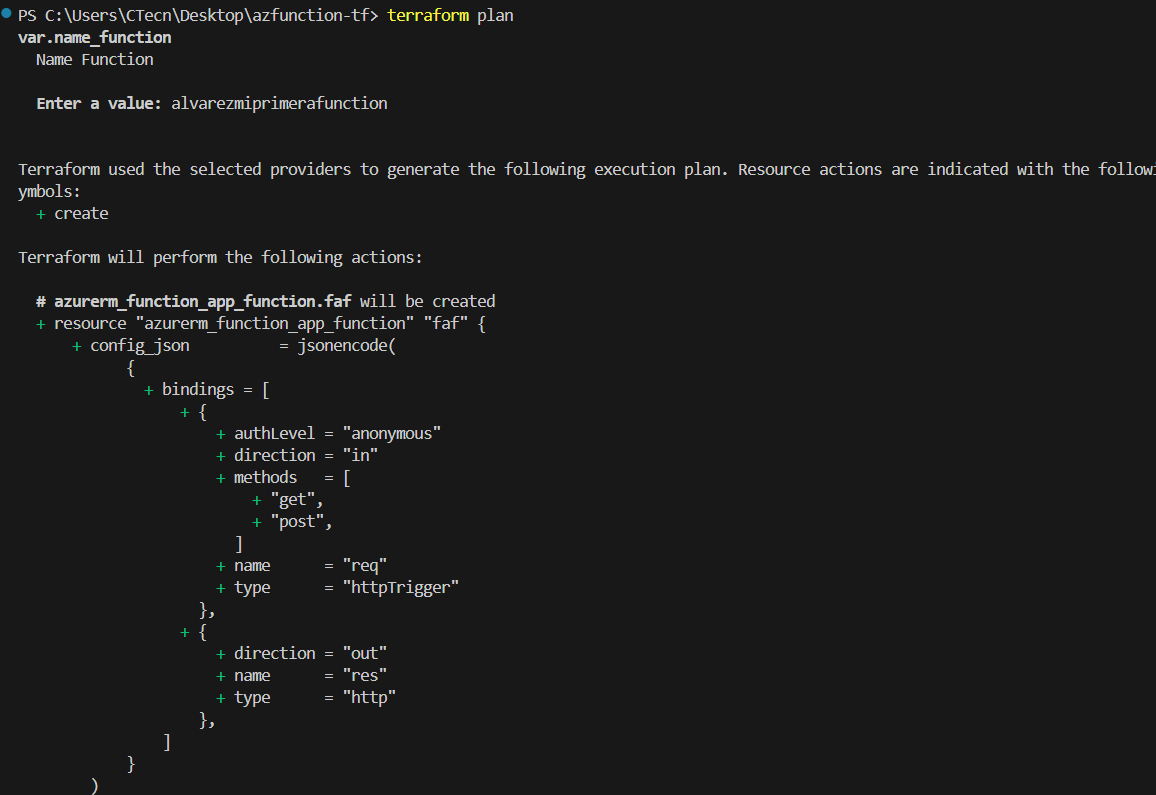 PS C:\Users\CTecn\Desktop\azfunction-tf> terraform plan
var.name_function
  Name Function

  Enter a value: alvarezmiprimerafunction


Terraform used the selected providers to generate the following execution plan. Resource actions are indicated with the followi
ymbols:
  + create

Terraform will perform the following actions:

  # azurerm_function_app_function.faf will be created
  + resource "azurerm_function_app_function" "faf" {
      + config_json          = jsonencode(
            {
              + bindings = [
                  + {
                      + authLevel = "anonymous"
                      + direction = "in"
                      + methods   = [
                          + "get",
                          + "post",
                        ]
                      + name      = "req"
                      + type      = "httpTrigger"
                    },
                  + {
                      + direction = "out"
                      + name      = "res"
                      + type      = "http"
                    },
                ]
            }
        )